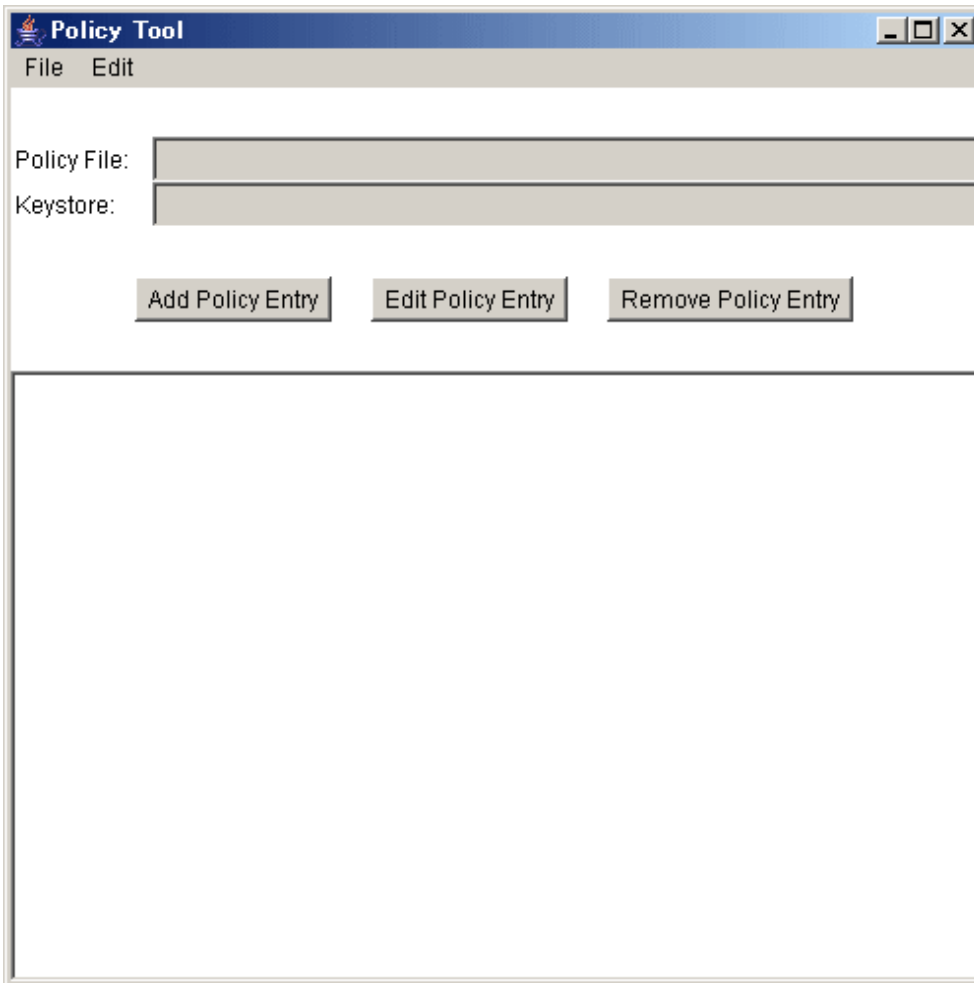 Policy Tool
File Edit
Policy File:
Keystore:
Add Policy Entry Edit Policy Entry Remove Policy Entry